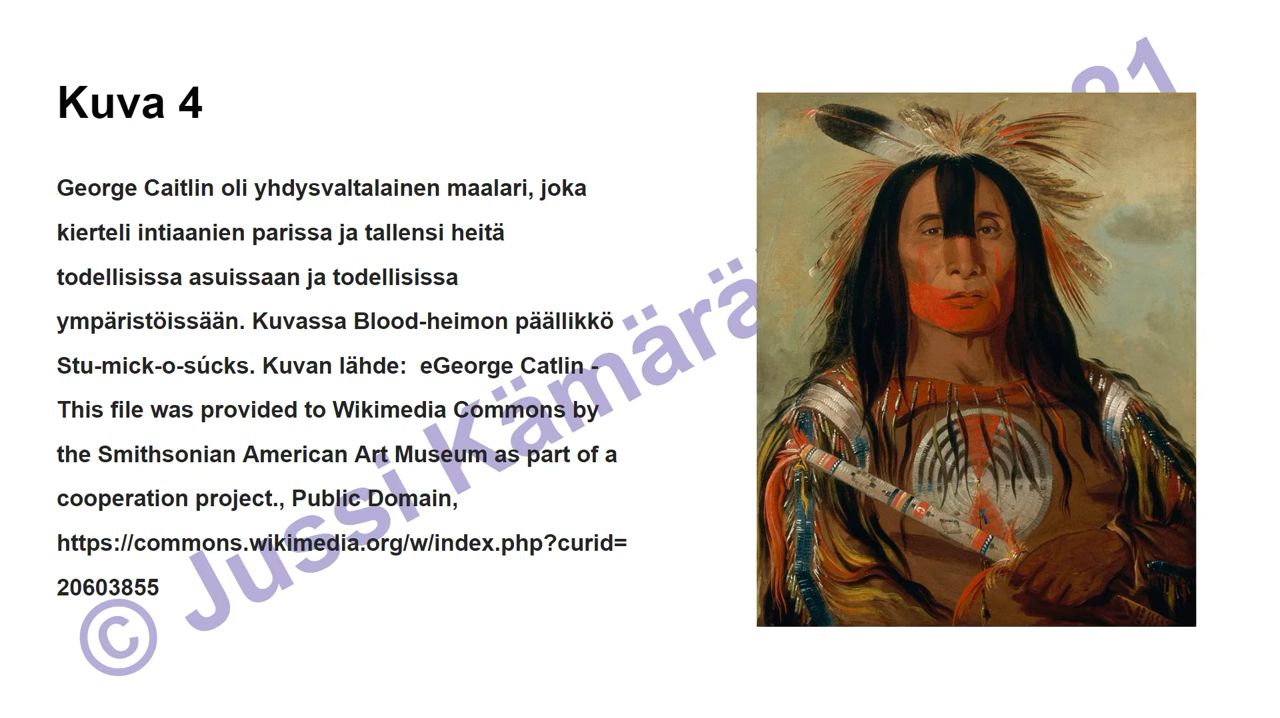 Kuva 4
George Caitlin oli yhdysvaltalainen maalari, joka
kierteli intiaanien parissa ja tallensi heitä
todellisissa asuissaan ja todellisissa
ympäristöissään. Kuvassa Blood-heimon päällikkö
Stu-mick-o-súcks. Kuvan lähde:  eGeorge Catlin -
This file was provided to Wikimedia Commons by
the Smithsonian American Art Museum as part of a
cooperation project., Public Domain,
https://commons.wikimedia.org/w/index.php?curid=
20603855
© Jussi Kämärä